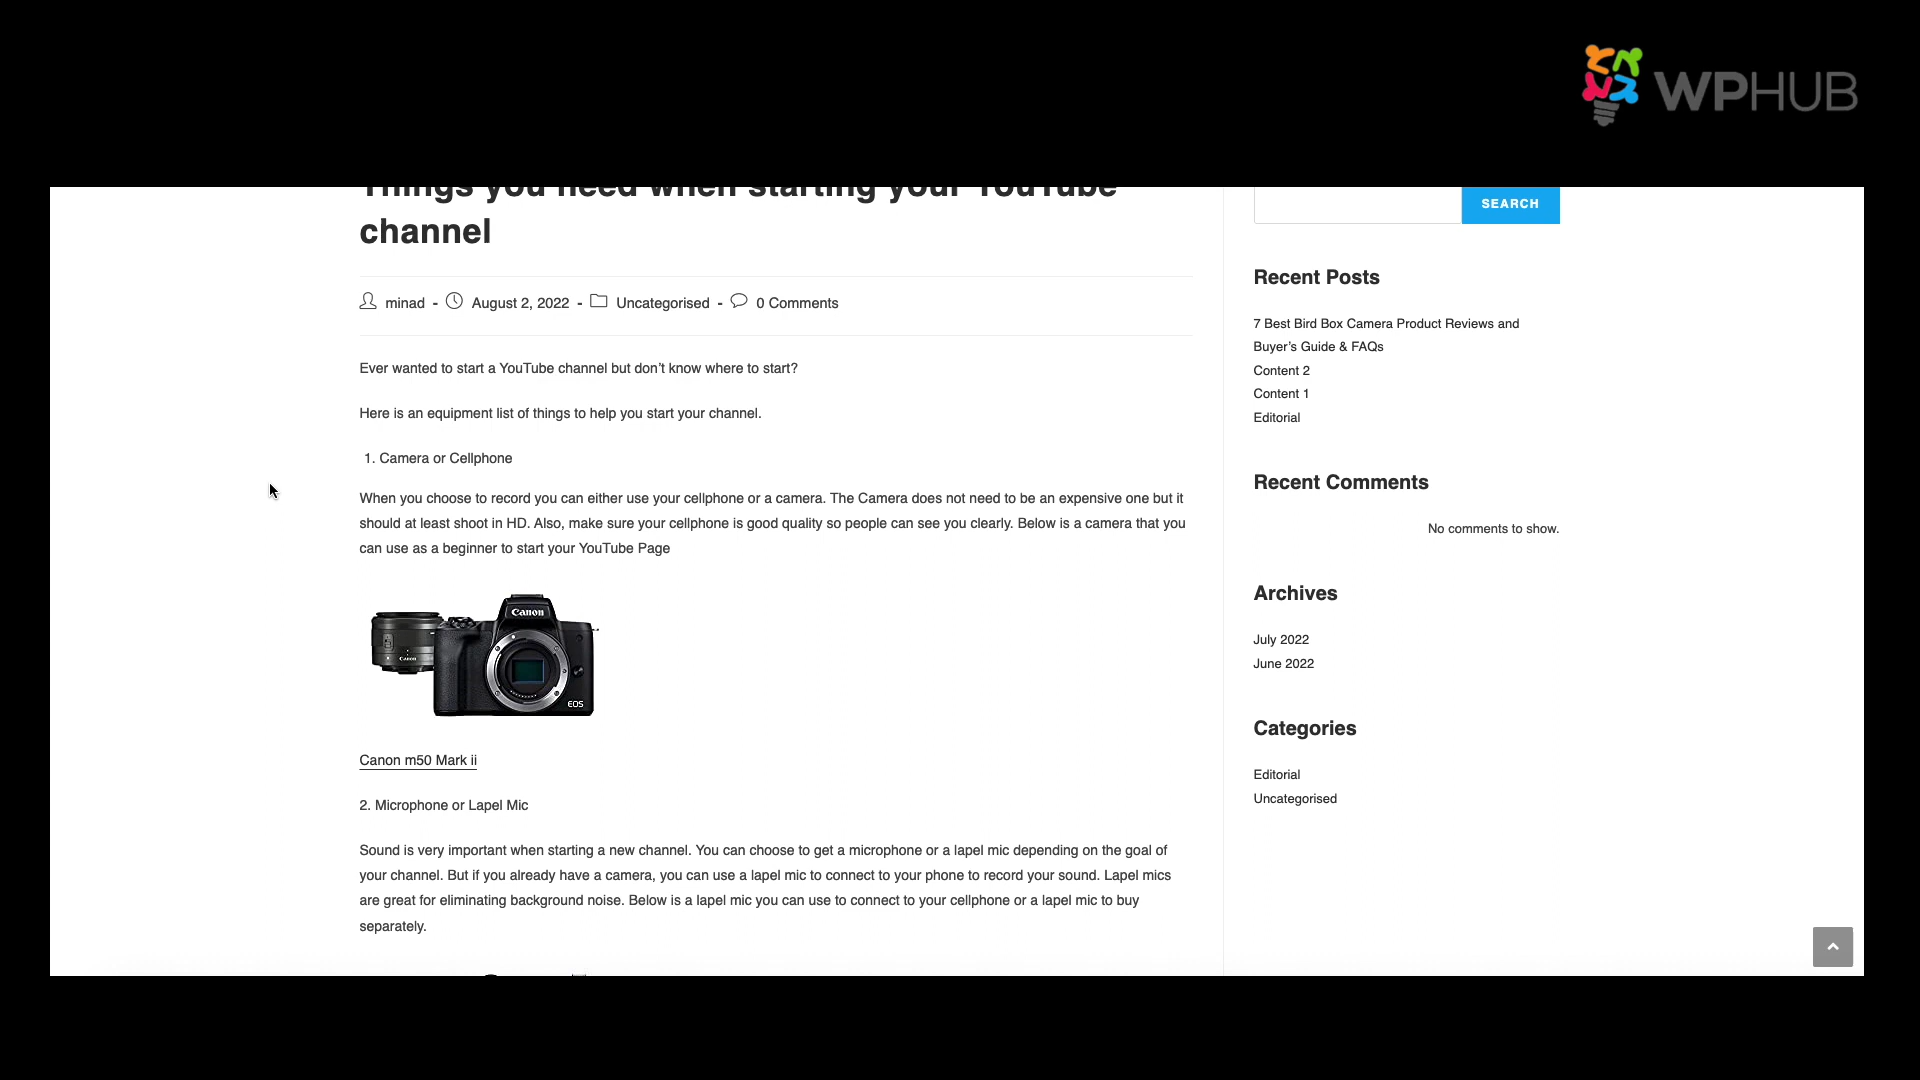 WPHUB
Things you need when starting your YouTube
channel
minad - August 2, 2022 - Uncategorised - 0 Comments
Ever wanted to start a YouTube channel but don’t know where to start?
Here is an equipment list of things to help you start your channel.
1. Camera or Cellphone
When you choose to record you can either use your cellphone or a camera. The Camera does not need to be an expensive one but it
should at least shoot in HD. Also, make sure your cellphone is good quality so people can see you clearly. Below is a camera that you
can use as a beginner to start your YouTube Page
Canon
Canon
EOS
Canon m50 Mark ii
2. Microphone or Lapel Mic
Sound is very important when starting a new channel. You can choose to get a microphone or a lapel mic depending on the goal of
your channel. But if you already have a camera, you can use a lapel mic to connect to your phone to record your sound. Lapel mics
are great for eliminating background noise. Below is a lapel mic you can use to connect to your cellphone or a lapel mic to buy
separately.
SEARCH
Recent Posts
7 Best Bird Box Camera Product Reviews and
Buyer’s Guide & FAQs
Content 2
Content 1
Editorial
Recent Comments
No comments to show.
Archives
July 2022
June 2022
Categories
Editorial
Uncategorised